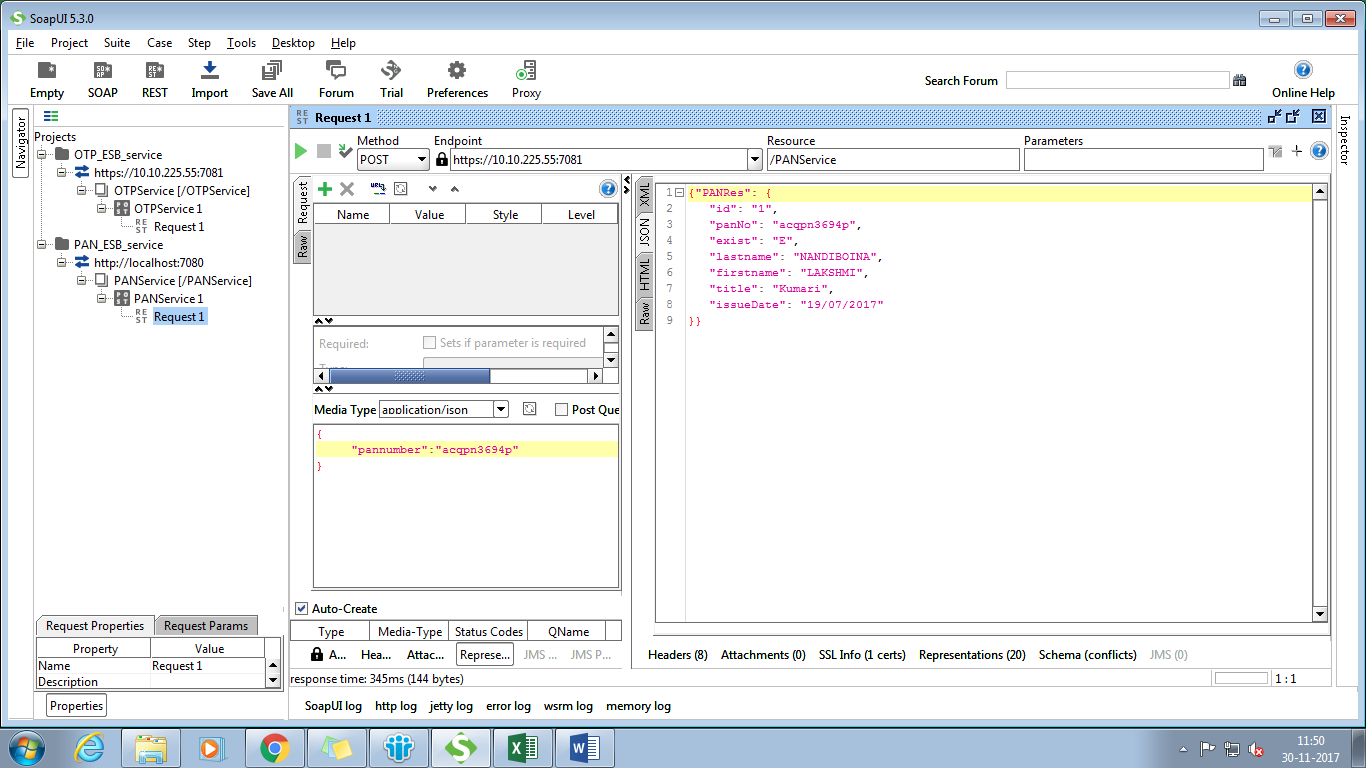 SoapUI 5.3.0
File Project Suite Case Step Tools Desktop Help
Empty SOAP REST Import Save All Forum Trial Preferences Proxy
Search Forum
Online Help
Navigator
Projects
OTP_ESB_service
https://10.10.225.55:7081
OTPService [/OTPService]
OTPService 1
Request 1
PAN_ESB_service
http://localhost:7080
PANService [/PANService]
PANService 1
Request 1
Request Properties Request Params
Property Value
Name Request 1
Description
Properties
Request 1
Method Endpoint Resource Parameters
POST https://10.10.225.55:7081 /PANService
Request
Raw
Name Value Style Level
Required: Sets if parameter is required
Media Type application/json Post Que
{
"pannumber":"acqpn3694p"
}
Auto-Create
Type Media-Type Status Codes QName
A... Hea... Attac... Represe... JMS ... JMS P...
response time: 345ms (144 bytes)
XML
JSON
HTML
Raw
1 {"PANRes": {
2 "id": "1",
3 "panNo": "acqpn3694p",
4 "exist": "E",
5 "lastname": "NANDIBOINA",
6 "firstname": "LAKSHMI",
7 "title": "Kumari",
8 "issueDate": "19/07/2017"
9 }}
Headers (8) Attachments (0) SSL Info (1 certs) Representations (20) Schema (conflicts) JMS (0)
1 : 1
Inspector
SoapUI log http log jetty log error log wsrm log memory log
11:50
30-11-2017